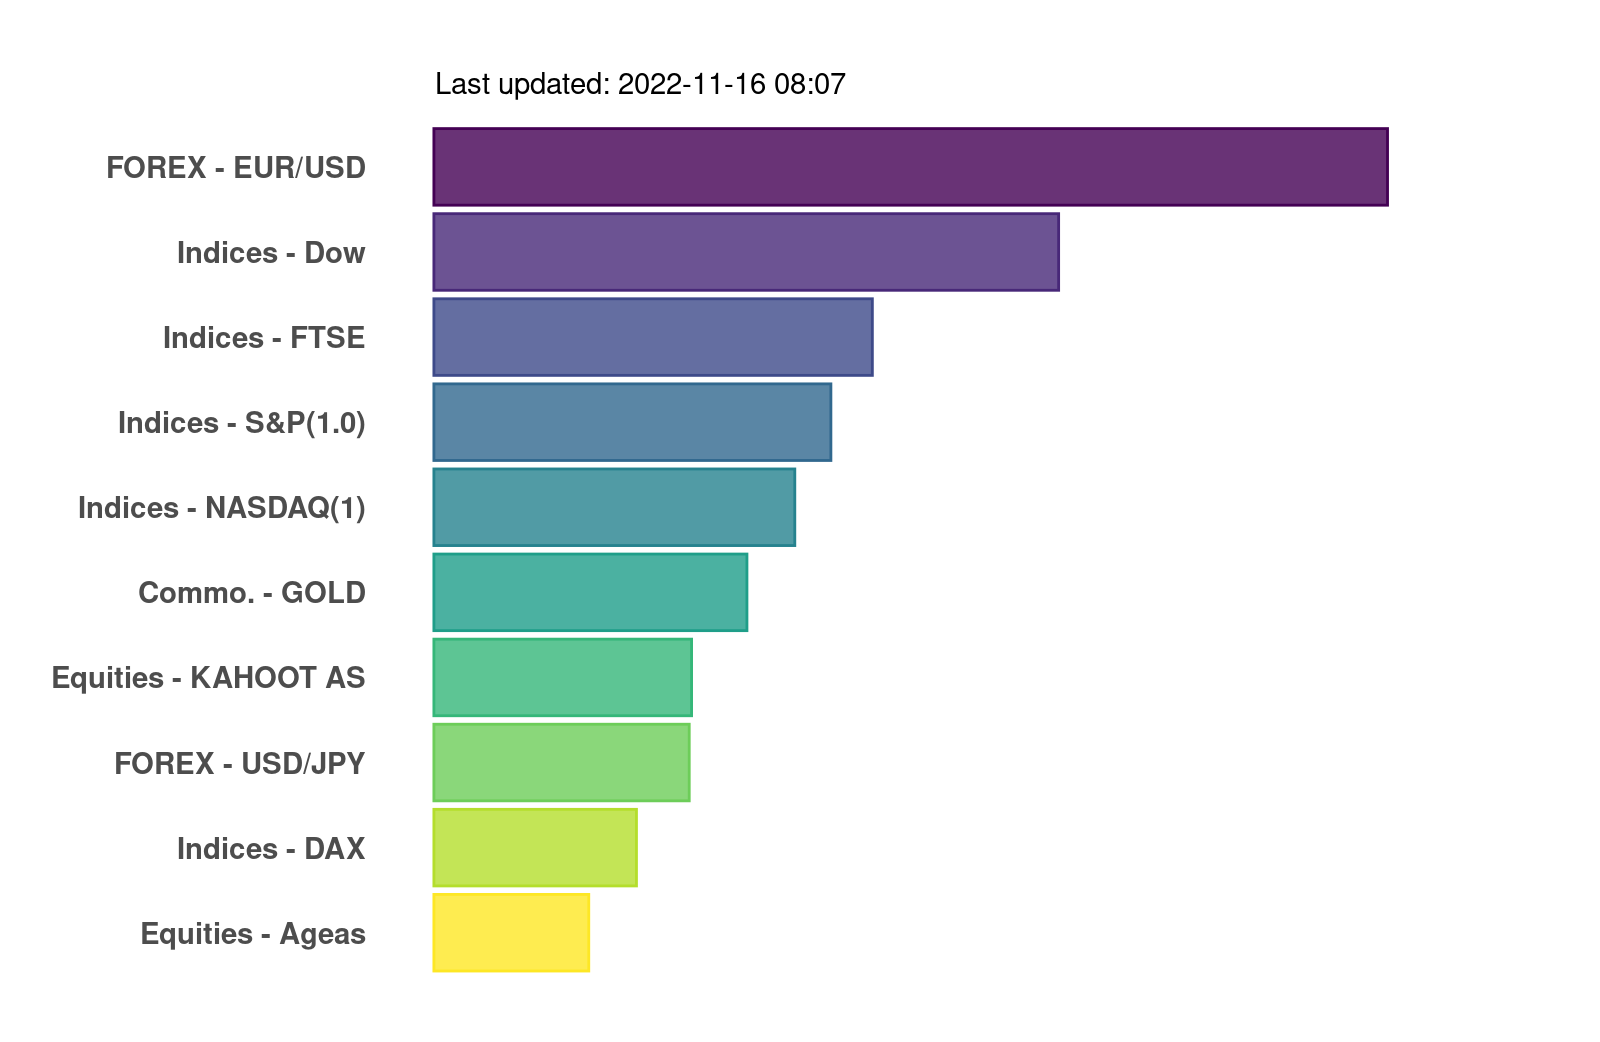 Last updated: 2022-11-16 08:07
FOREX - EUR/USD
Indices - Dow
Indices - FTSE
Indices - S&P(1.0)
Indices - NASDAQ(1)
Commo. - GOLD
Equities - KAHOOT AS
FOREX - USD/JPY
Indices - DAX
Equities - Ageas